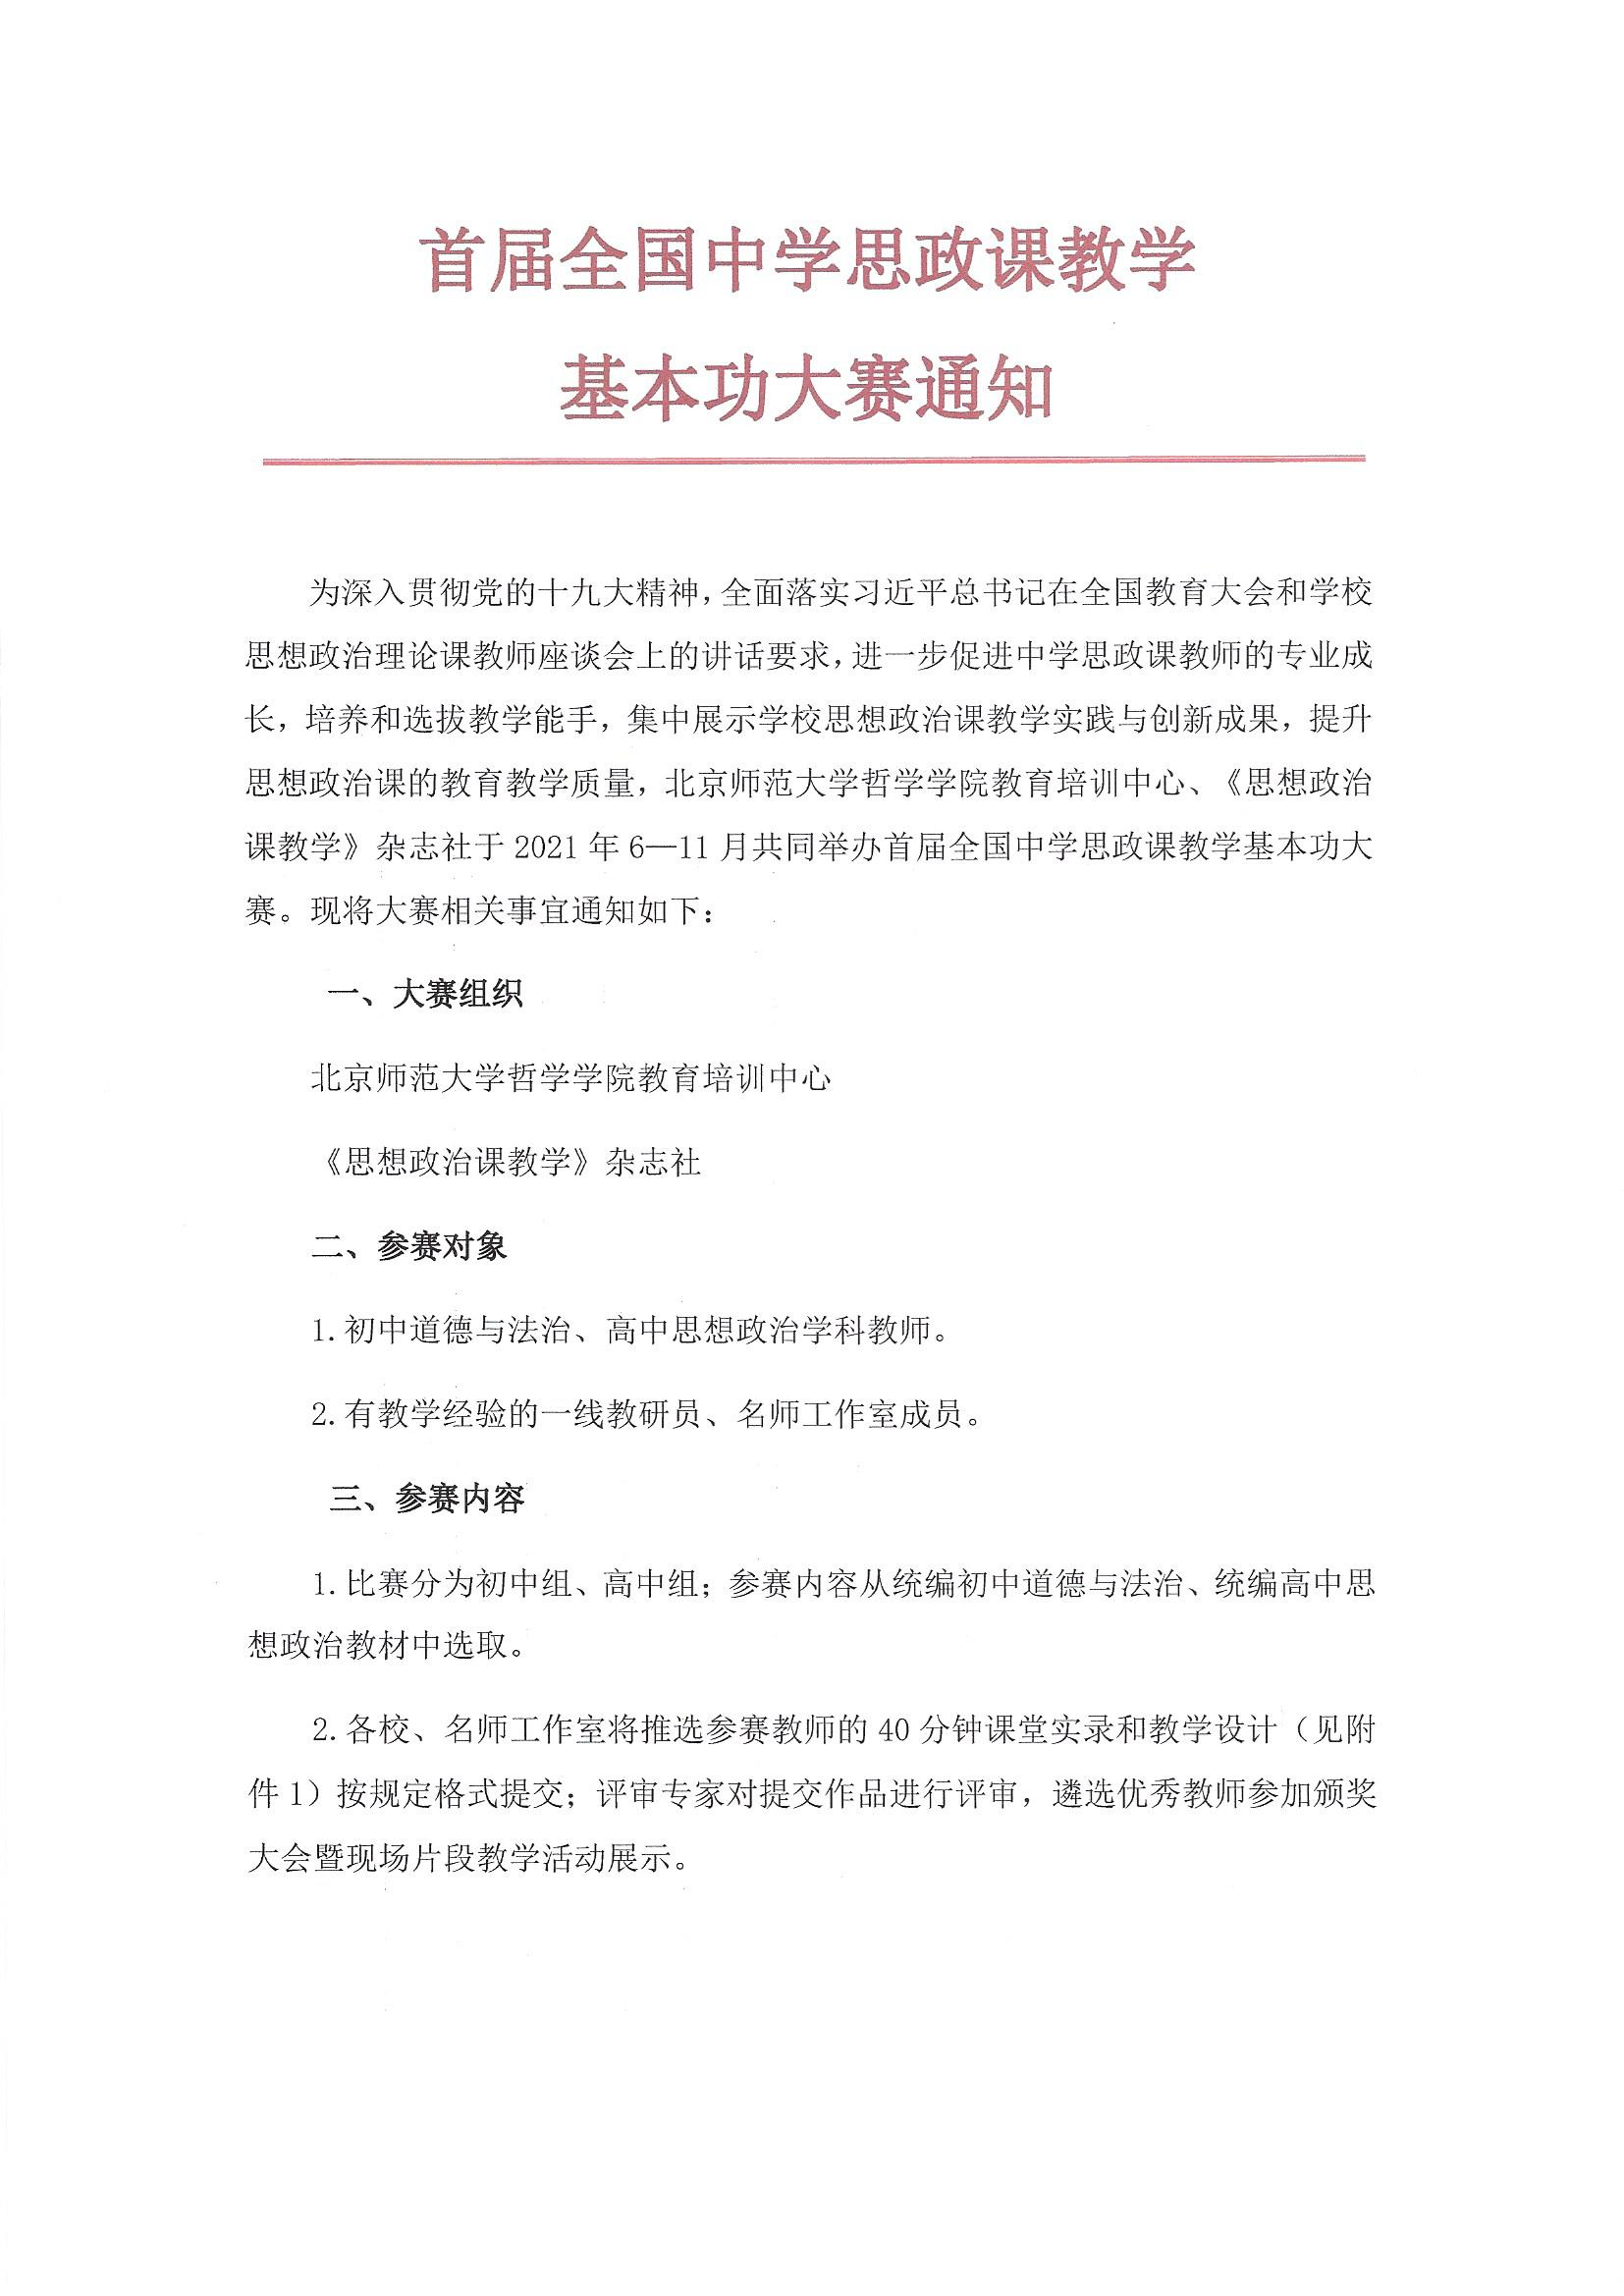 首届全国中学思政课教学
基本功大赛通知
为深入贯彻党的十九大精神，全面落实习近平总书记在全国教育大会和学校
思想政治理论课教师座谈会上的讲话要求，进一步促进中学思政课教师的专业成
长，培养和选拔教学能手，集中展示学校思想政治课教学实践与创新成果，提升
思想政治课的教育教学质量，北京师范大学哲学学院教育培训中心、《思想政治
课教学》杂志社于 2021 年 6—11 月共同举办首届全国中学思政课教学基本功大
赛。现将大赛相关事宜通知如下：
一、大赛组织
北京师范大学哲学学院教育培训中心
《思想政治课教学》杂志社
二、参赛对象
1.初中道德与法治、高中思想政治学科教师。
2.有教学经验的一线教研员、名师工作室成员。
三、参赛内容
1.比赛分为初中组、高中组；参赛内容从统编初中道德与法治、统编高中思
想政治教材中选取。
2.各校、名师工作室将推选参赛教师的 40 分钟课堂实录和教学设计（见附
件 1）按规定格式提交；评审专家对提交作品进行评审，遴选优秀教师参加颁奖
大会暨现场片段教学活动展示。